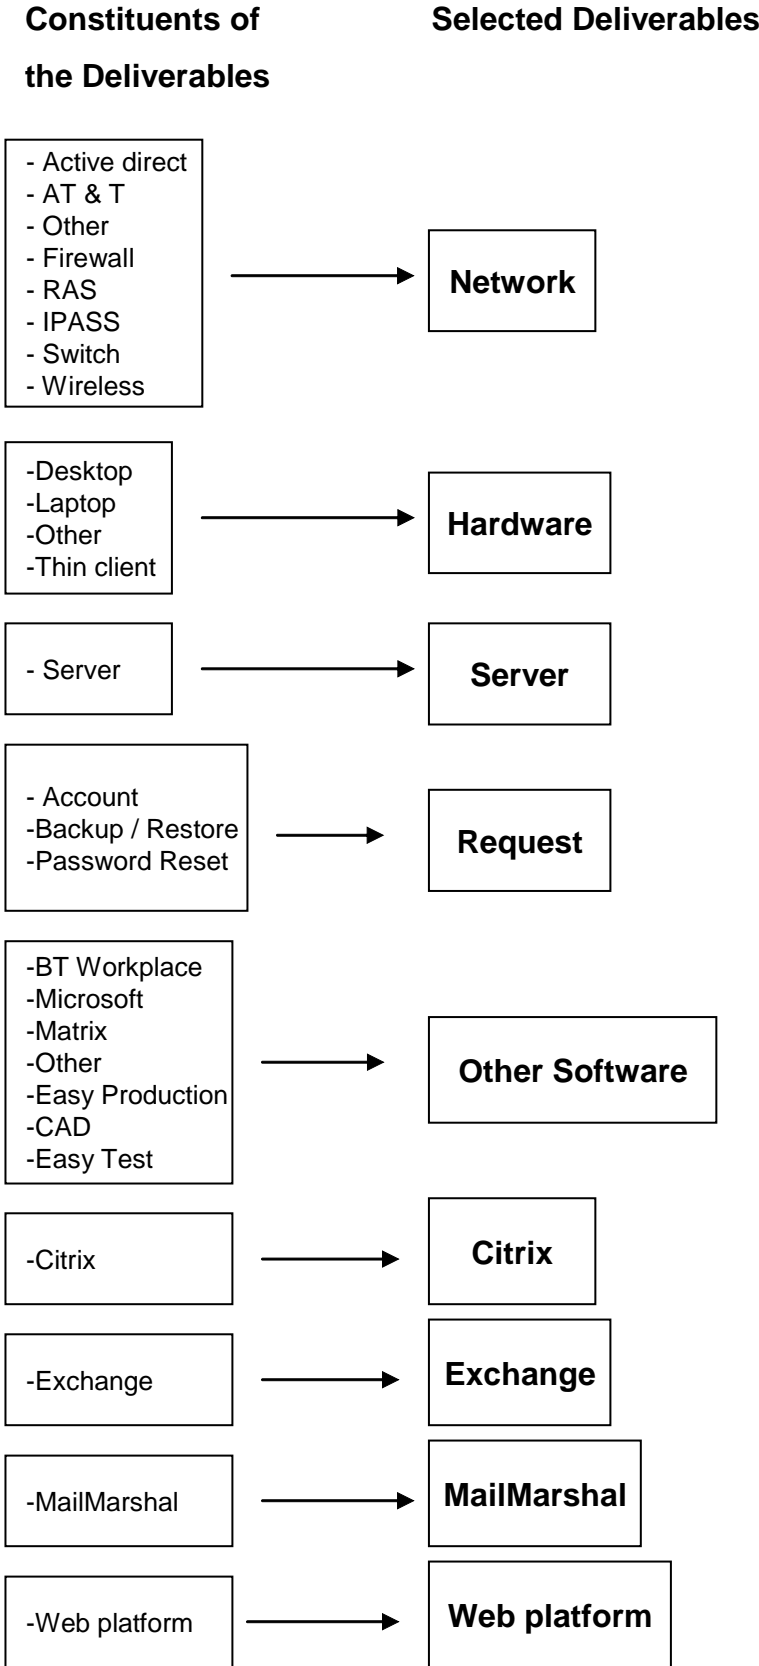 Constituents of
the Deliverables
Selected Deliverables
- Active direct
- AT & T
- Other
- Firewall
- RAS
- IPASS
- Switch
- Wireless
Network
-Desktop
-Laptop
-Other
-Thin client
Hardware
- Server
Server
- Account
-Backup / Restore
-Password Reset
Request
-BT Workplace
-Microsoft
-Matrix
-Other
-Easy Production
-CAD
-Easy Test
Other Software
-Citrix
Citrix
-Exchange
Exchange
-MailMarshal
MailMarshal
-Web platform
Web platform